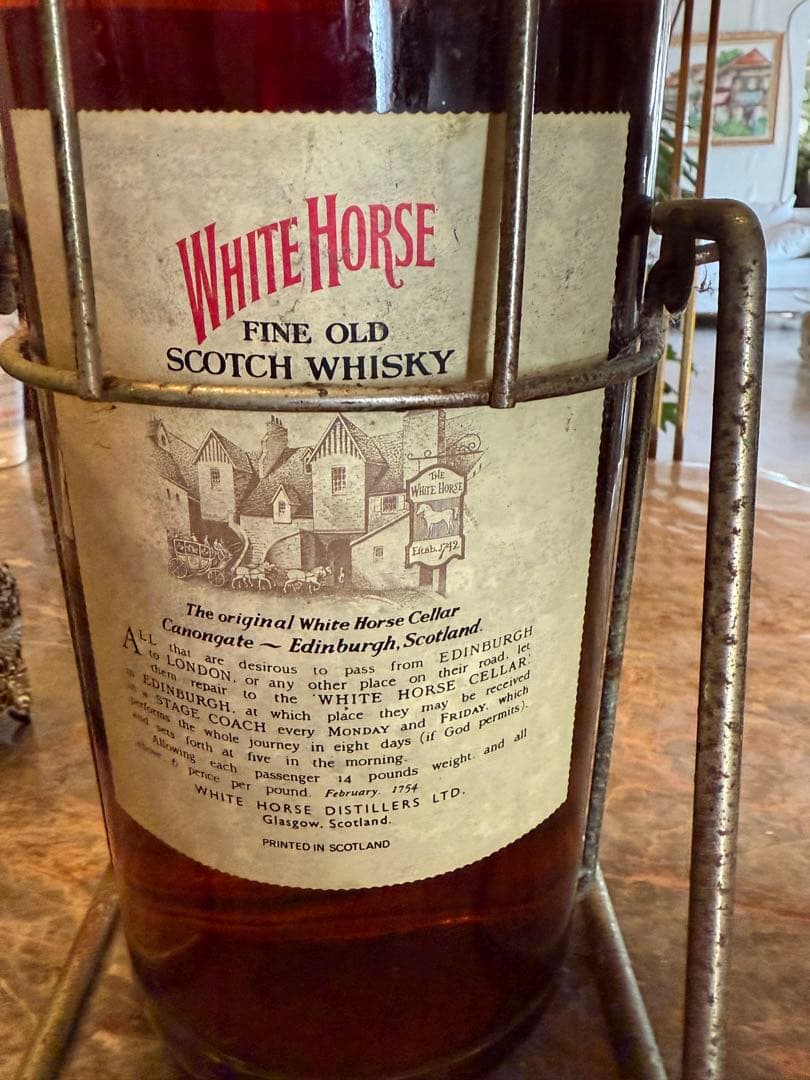 WHITE HORSE
FINE OLD
SCOTCH WHISKY
THE
WHITE HORSE
Estab. 1742
The original White Horse Cellar
Canongate ~ Edinburgh, Scotland.
ALL that are desirous to pass from EDINBURGH
to LONDON, or any other place on their road, let
them repair to the 'WHITE HORSE CELLAR'
in EDINBURGH, at which place they may be received
in a STAGE COACH every MONDAY and FRIDAY, which
performs the whole journey in eight days (if God permits),
and sets forth at five in the morning.
Allowing each passenger 14 pounds weight, and all
above 6 pence per pound. February, 1754
WHITE HORSE DISTILLERS LTD.
Glasgow, Scotland.
PRINTED IN SCOTLAND